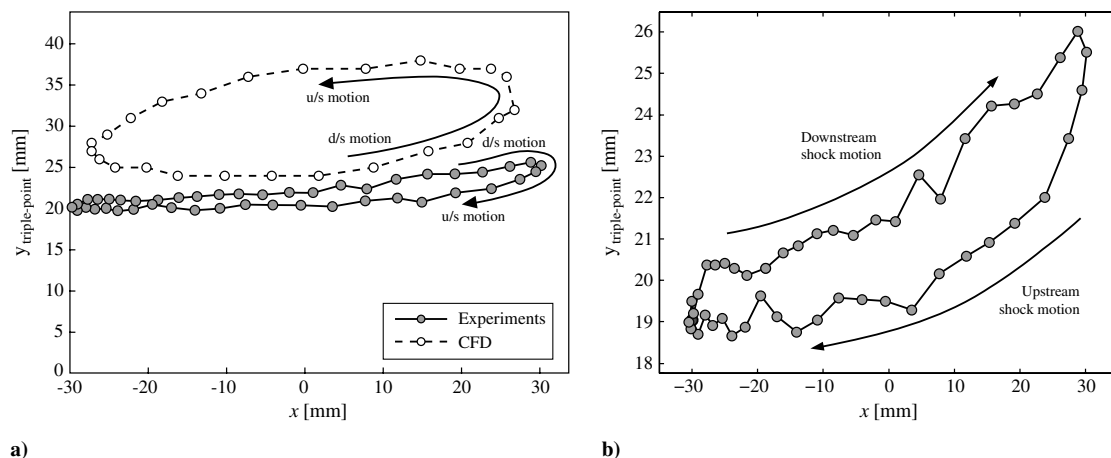 40
35
30
25
20
15
10
5
0
y triple-point [mm]
u/s motion
d/s motion
d/s motion
u/s motion
Experiments
CFD
-30 -20 -10 0 10 20 30
x [mm]
a)
26
25
24
23
22
21
20
19
18
y triple-point [mm]
Downstream
shock motion
Upstream
shock motion
−30 −20 −10 0 10 20 30
x [mm]
b)